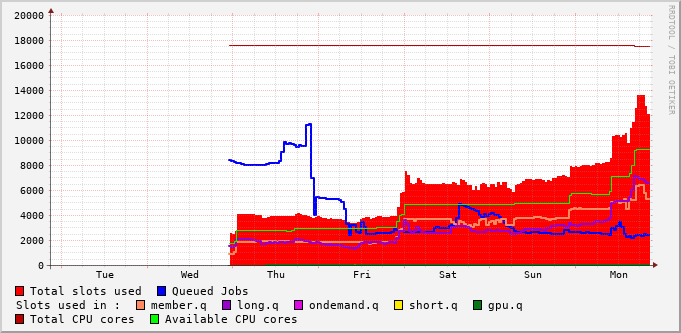 20000
18000
16000
14000
12000
10000
8000
6000
4000
2000
0
Tue Wed Thu Fri Sat Sun Mon
RRDTOOL / TOBI OETIKER
Total slots used Queued Jobs
Slots used in : member.q long.q ondemand.q short.q gpu.q
Total CPU cores Available CPU cores